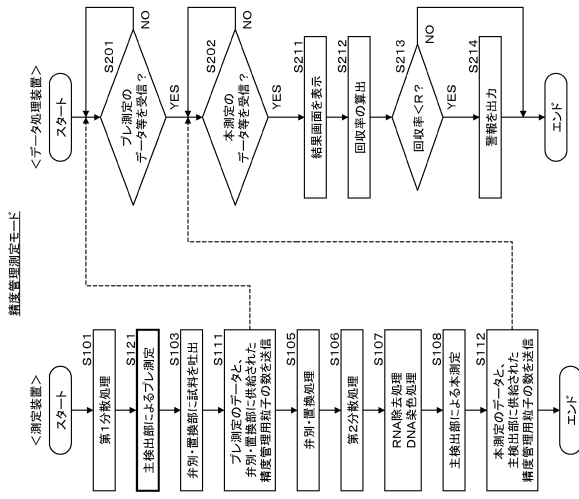 精度管理測定モード
<測定装置>
スタート
S101
第1分散処理
S121
主検出部によるプレ測定
S103
弁別・置換部に試料を吐出
S111
プレ測定のデータと、
弁別・置換部に供給された
精度管理用粒子の数を送信
S105
弁別・置換処理
S106
第2分散処理
S107
RNA除去処理
DNA染色処理
S108
主検出部による本測定
S112
本測定のデータと、
主検出部に供給された
精度管理用粒子の数を送信
エンド
<データ処理装置>
スタート
S201
プレ測定の
データ等を受信?
NO
YES
S202
本測定の
データ等を受信?
NO
YES
S211
結果画面を表示
S212
回収率の算出
S213
回収率<R?
NO
YES
S214
警報を出力
エンド